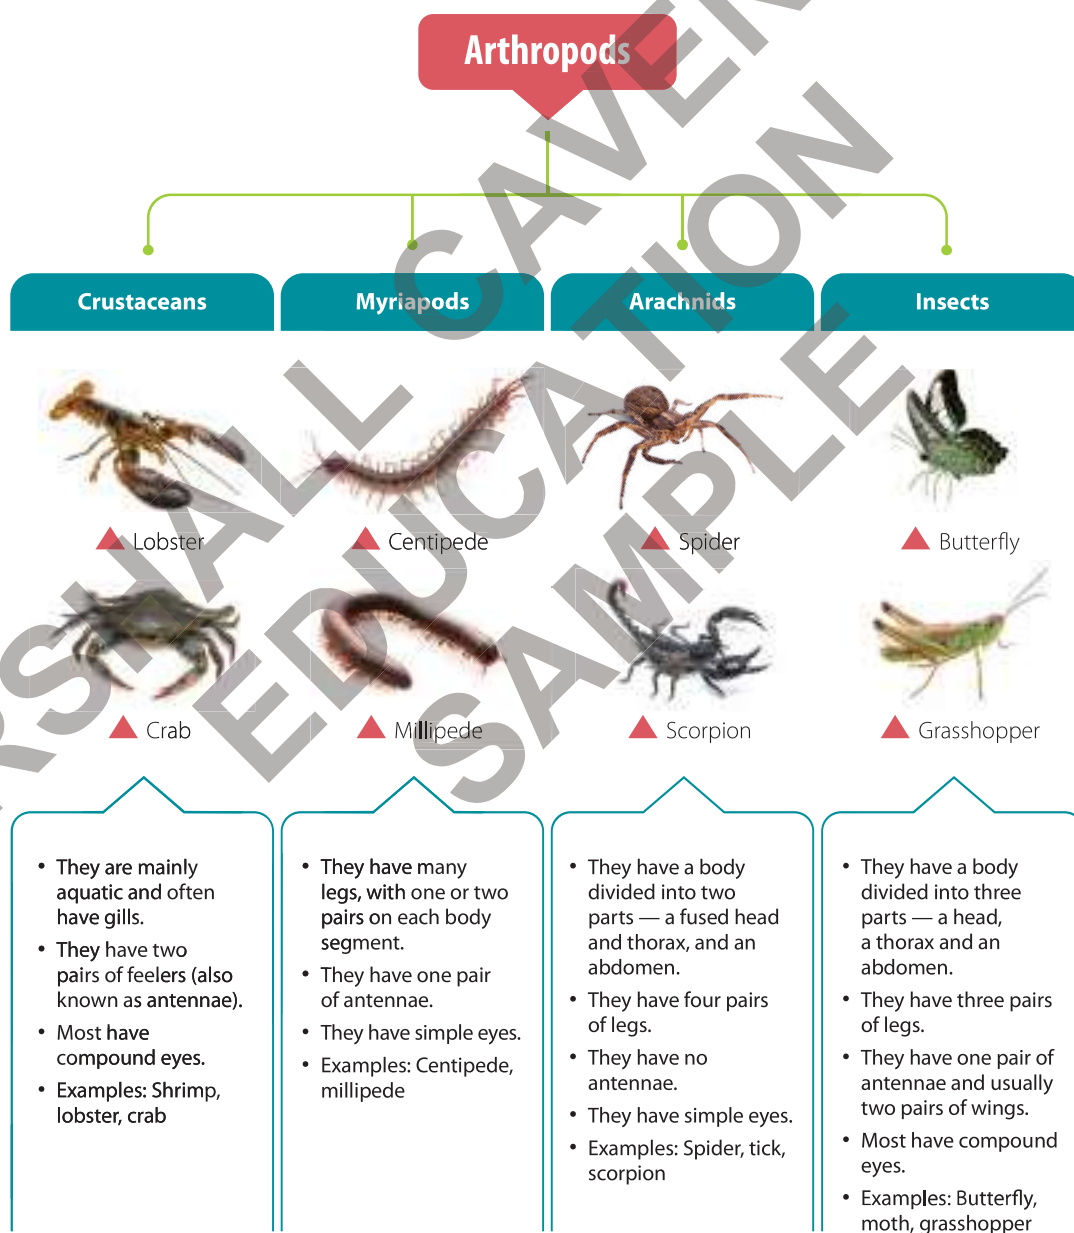 Arthropods
Crustaceans
Myriapods
Arachnids
Insects
Lobster
Centipede
Spider
Butterfly
Crab
Millipede
Scorpion
Grasshopper
• They are mainly
aquatic and often
have gills.
• They have two
pairs of feelers (also
known as antennae).
• Most have
compound eyes.
• Examples: Shrimp,
lobster, crab
• They have many
legs, with one or two
pairs on each body
segment.
• They have one pair
of antennae.
• They have simple eyes.
• Examples: Centipede,
millipede
• They have a body
divided into two
parts — a fused head
and thorax, and an
abdomen.
• They have four pairs
of legs.
• They have no
antennae.
• They have simple eyes.
• Examples: Spider, tick,
scorpion
• They have a body
divided into three
parts — a head,
a thorax and an
abdomen.
• They have three pairs
of legs.
• They have one pair of
antennae and usually
two pairs of wings.
• Most have compound
eyes.
• Examples: Butterfly,
moth, grasshopper
RSHALL CAVEN
EDUCATION
SAMPLE